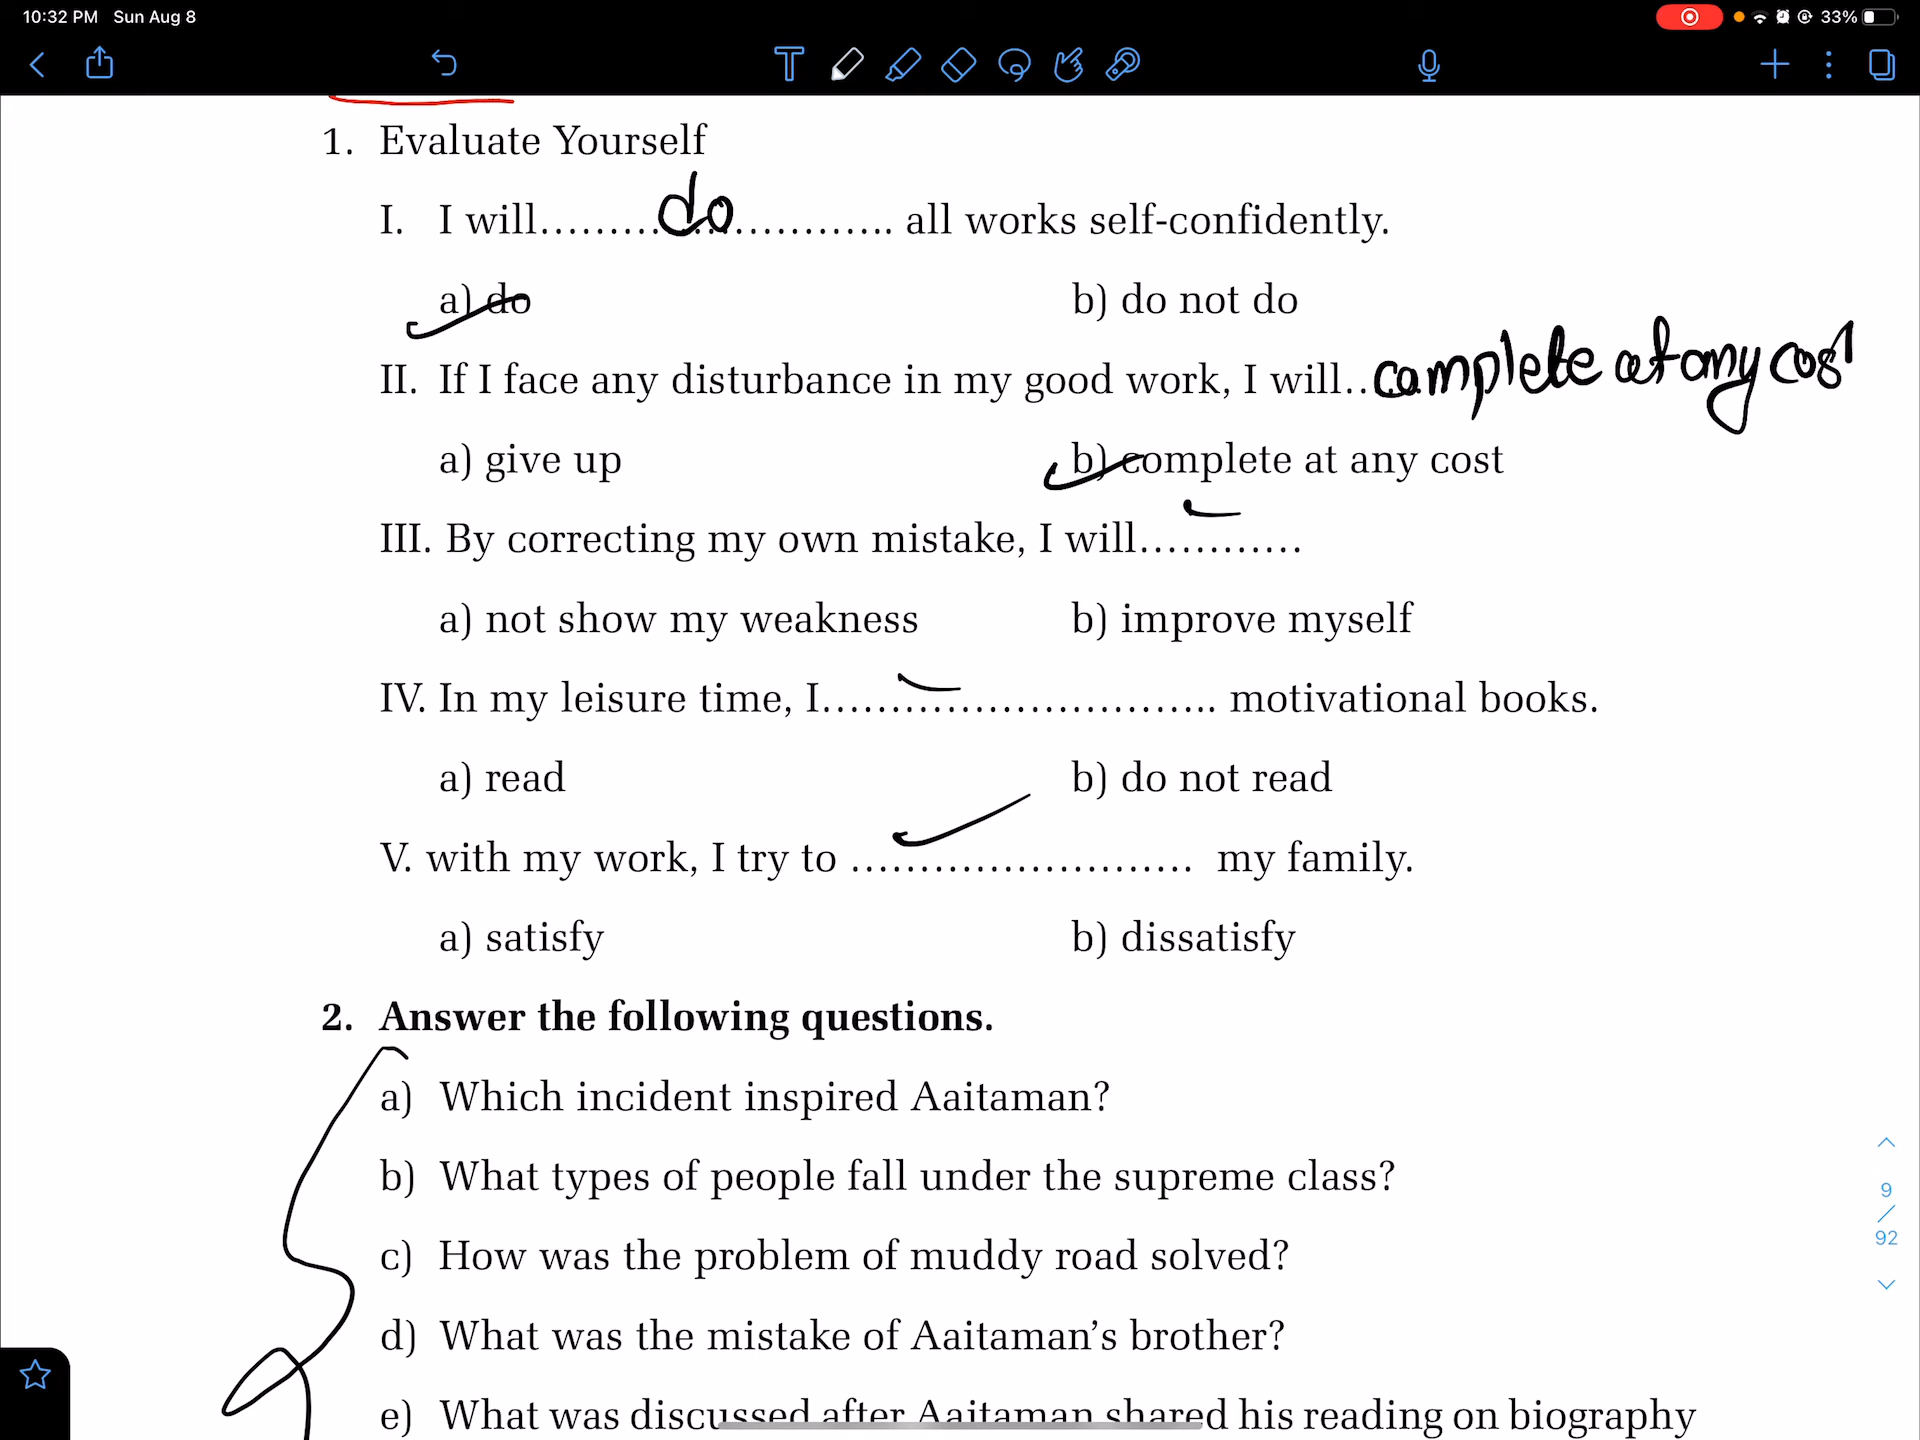 10:32 PM Sun Aug 8 33%
1. Evaluate Yourself
I. I will.........do............ all works self-confidently.
a) do b) do not do
II. If I face any disturbance in my good work, I will..complete at any cost
a) give up b) complete at any cost
III. By correcting my own mistake, I will............
a) not show my weakness b) improve myself
IV. In my leisure time, I............................. motivational books.
a) read b) do not read
V. with my work, I try to ......................... my family.
a) satisfy b) dissatisfy
2. Answer the following questions.
a) Which incident inspired Aaitaman?
b) What types of people fall under the supreme class?
c) How was the problem of muddy road solved?
d) What was the mistake of Aaitaman's brother?
e) What was discussed after Aaitaman shared his reading on biography
9
/
92